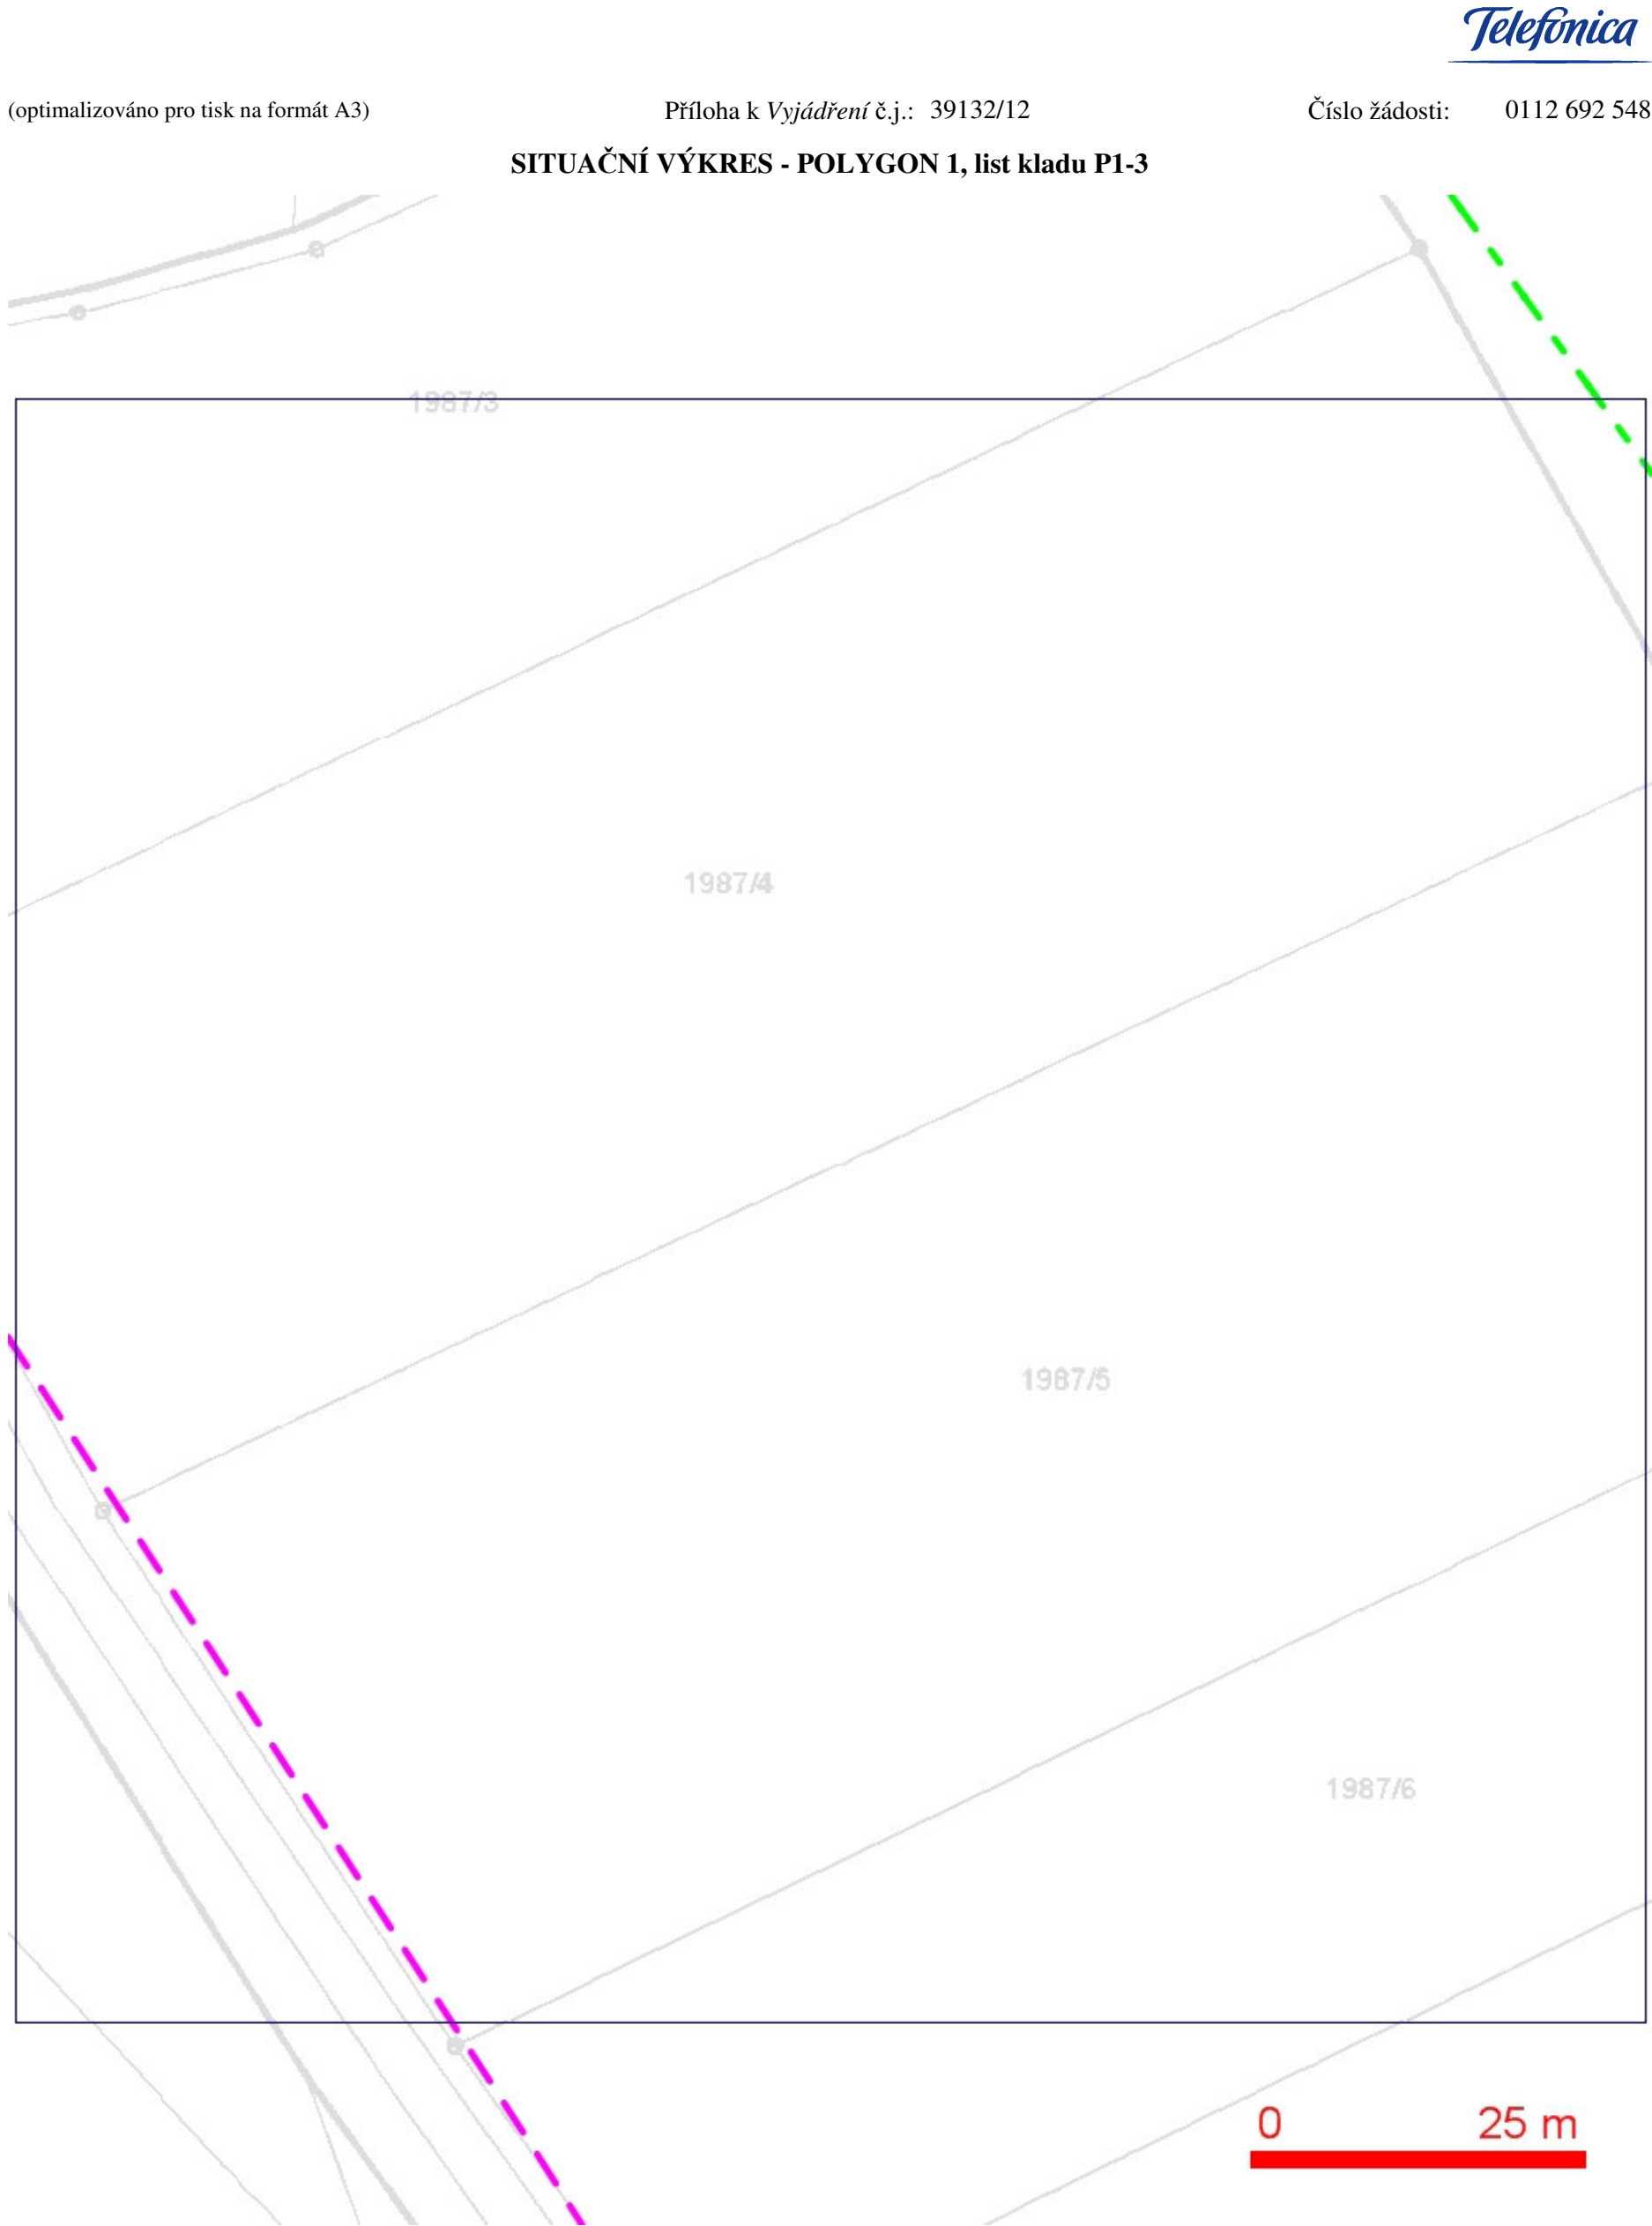 Telefónica
(optimalizováno pro tisk na formát A3) Příloha k Vyjádření č.j.: 39132/12 Číslo žádosti: 0112 692 548
SITUAČNÍ VÝKRES - POLYGON 1, list kladu P1-3
1987/3
1987/4
1987/5
1987/6
0 25 m